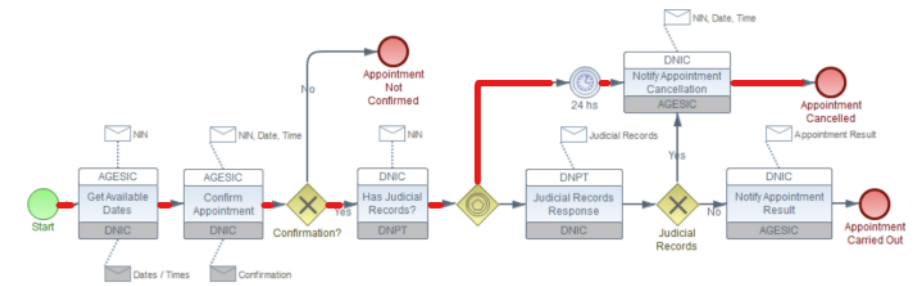 NIN, Date, Time
DNIC
Notify Appointment
Cancellation
AGESIC
24 hs
Appointment
Cancelled
No
Appointment
Not
Confirmed
NIN
NIN, Date, Time
NIN
Judicial Records
Appointment Result
Start
AGESIC
Get Available
Dates
DNIC
Dates / Times
AGESIC
Confirm
Appointment
DNIC
Confirmation
Confirmation?
Yes
DNIC
Has Judicial
Records?
DNPT
DNPT
Judicial Records
Response
DNIC
Yes
Judicial
Records
No
DNIC
Notify Appointment
Result
AGESIC
Appointment
Carried Out